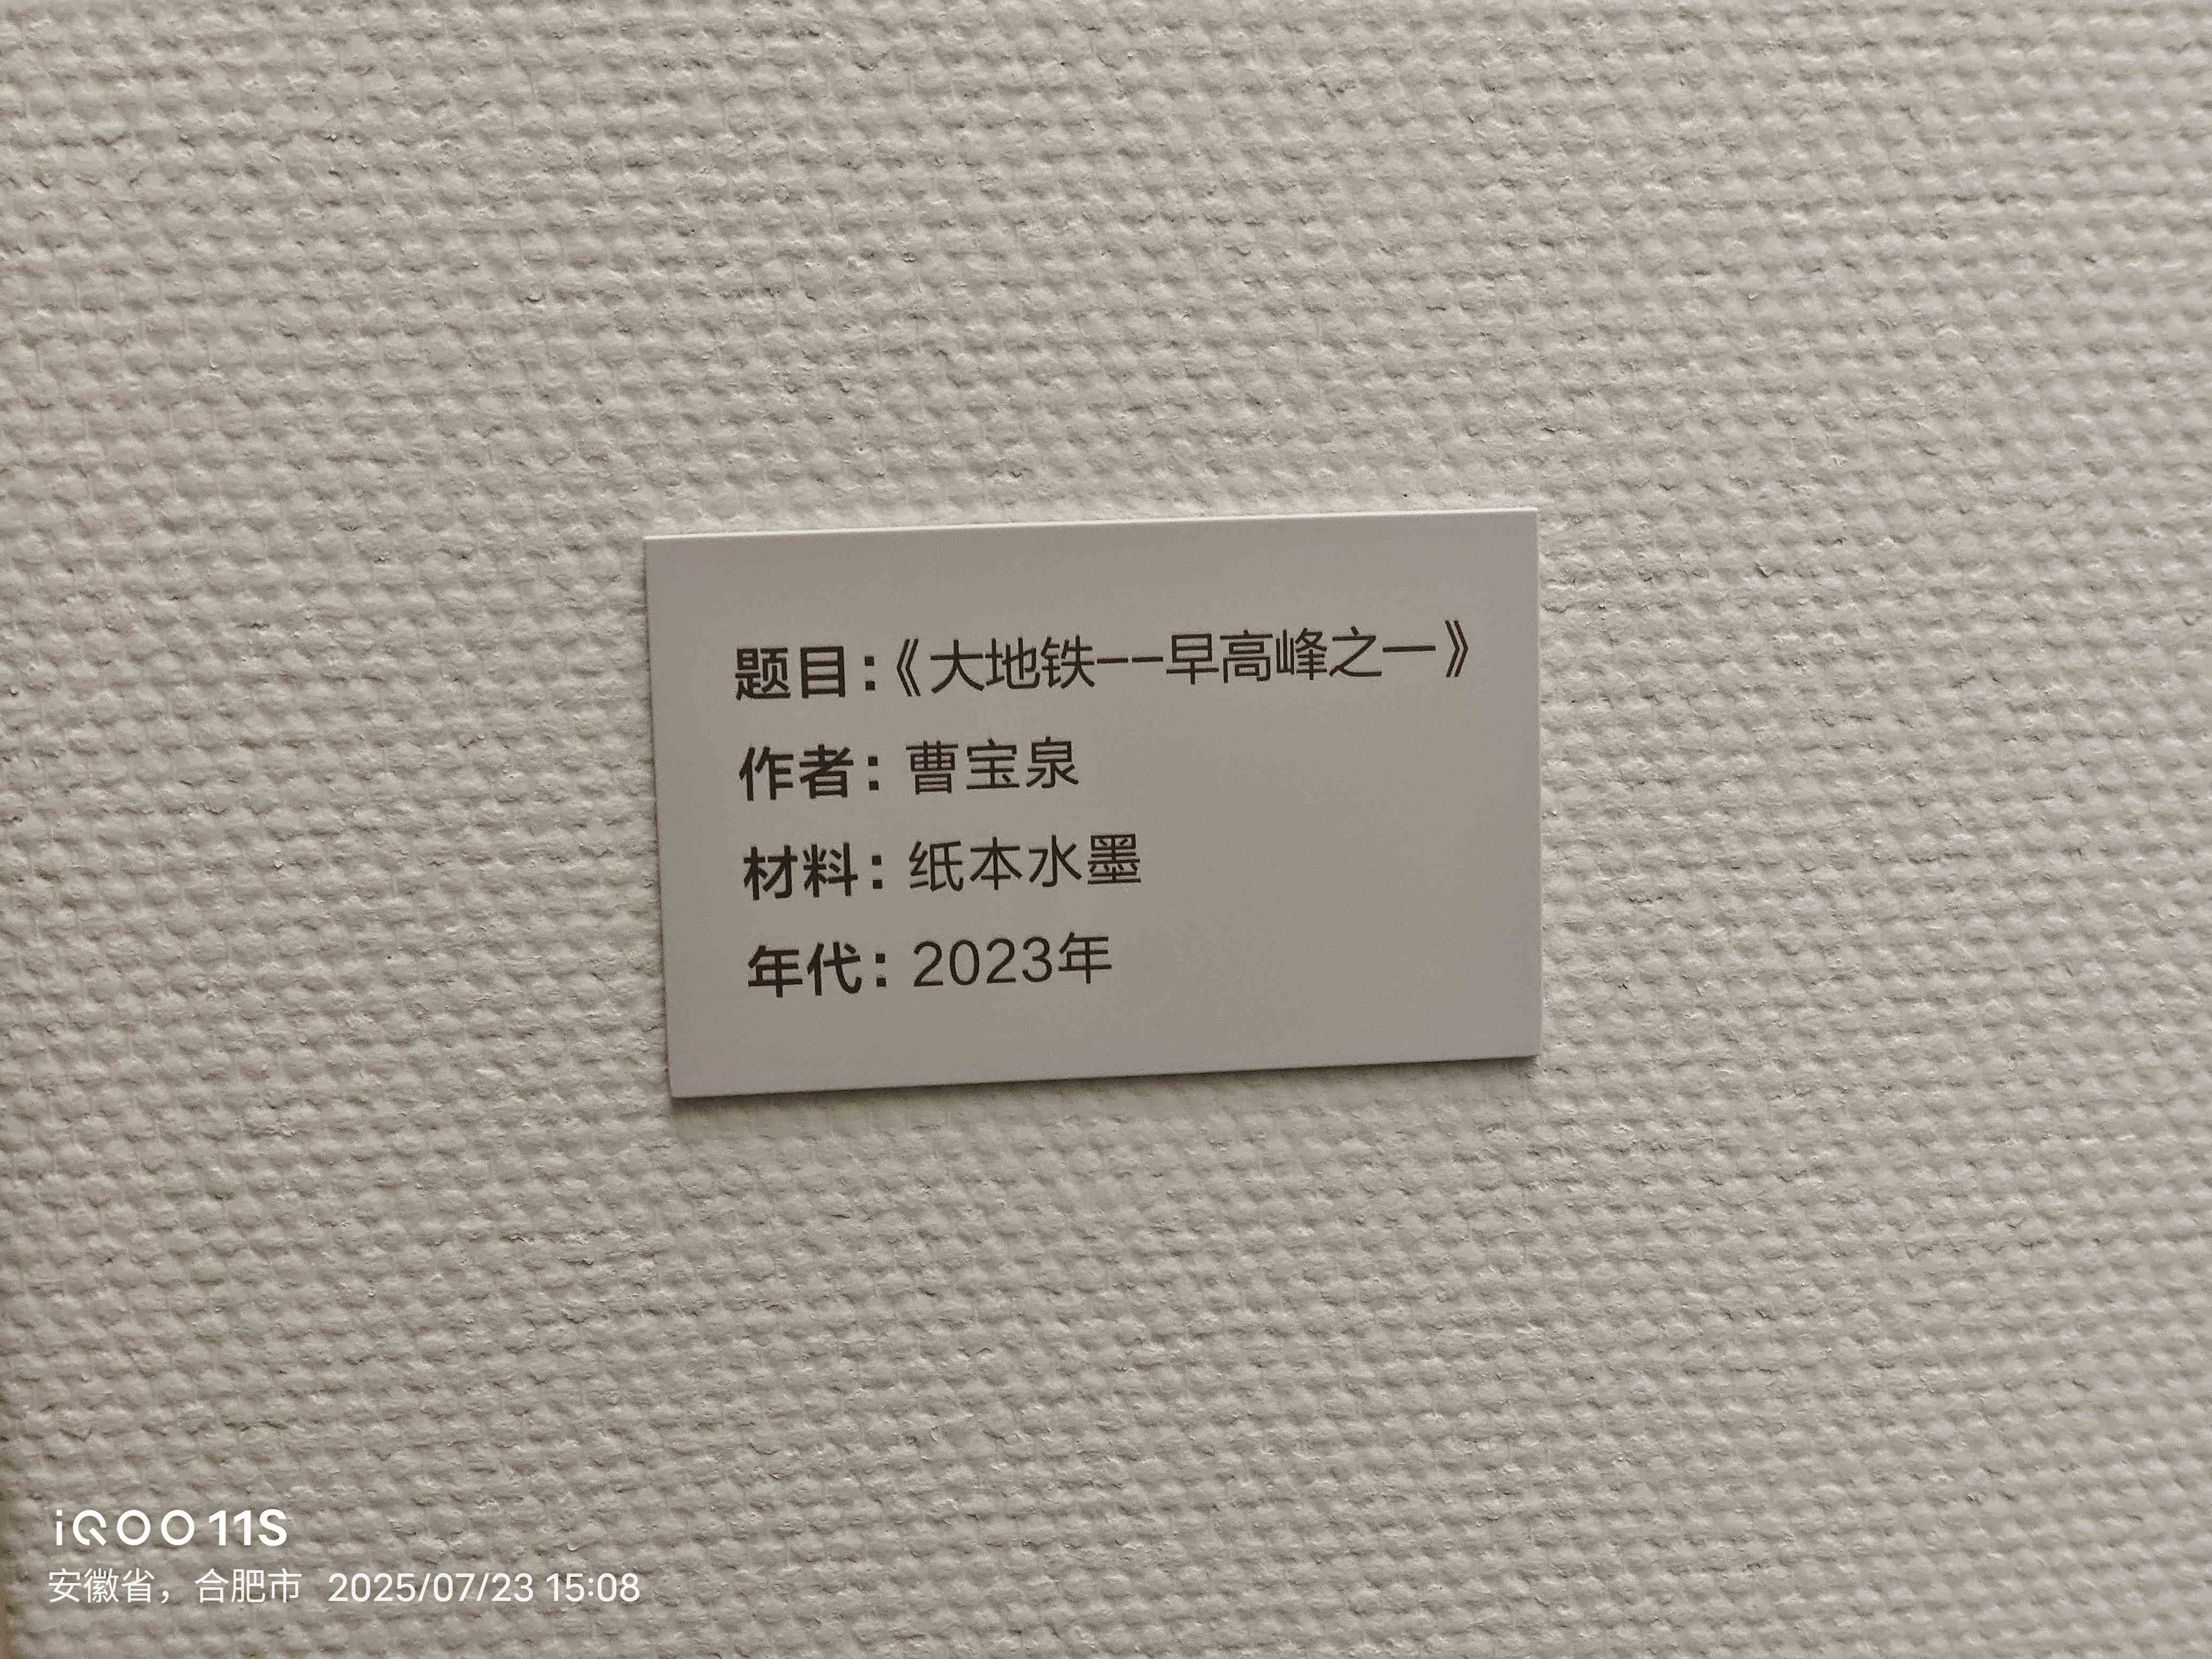 题目：《大地铁--早高峰之一》
作者：曹宝泉
材料：纸本水墨
年代：2023年
iQOO 11S
安徽省，合肥市 2025/07/23 15:08